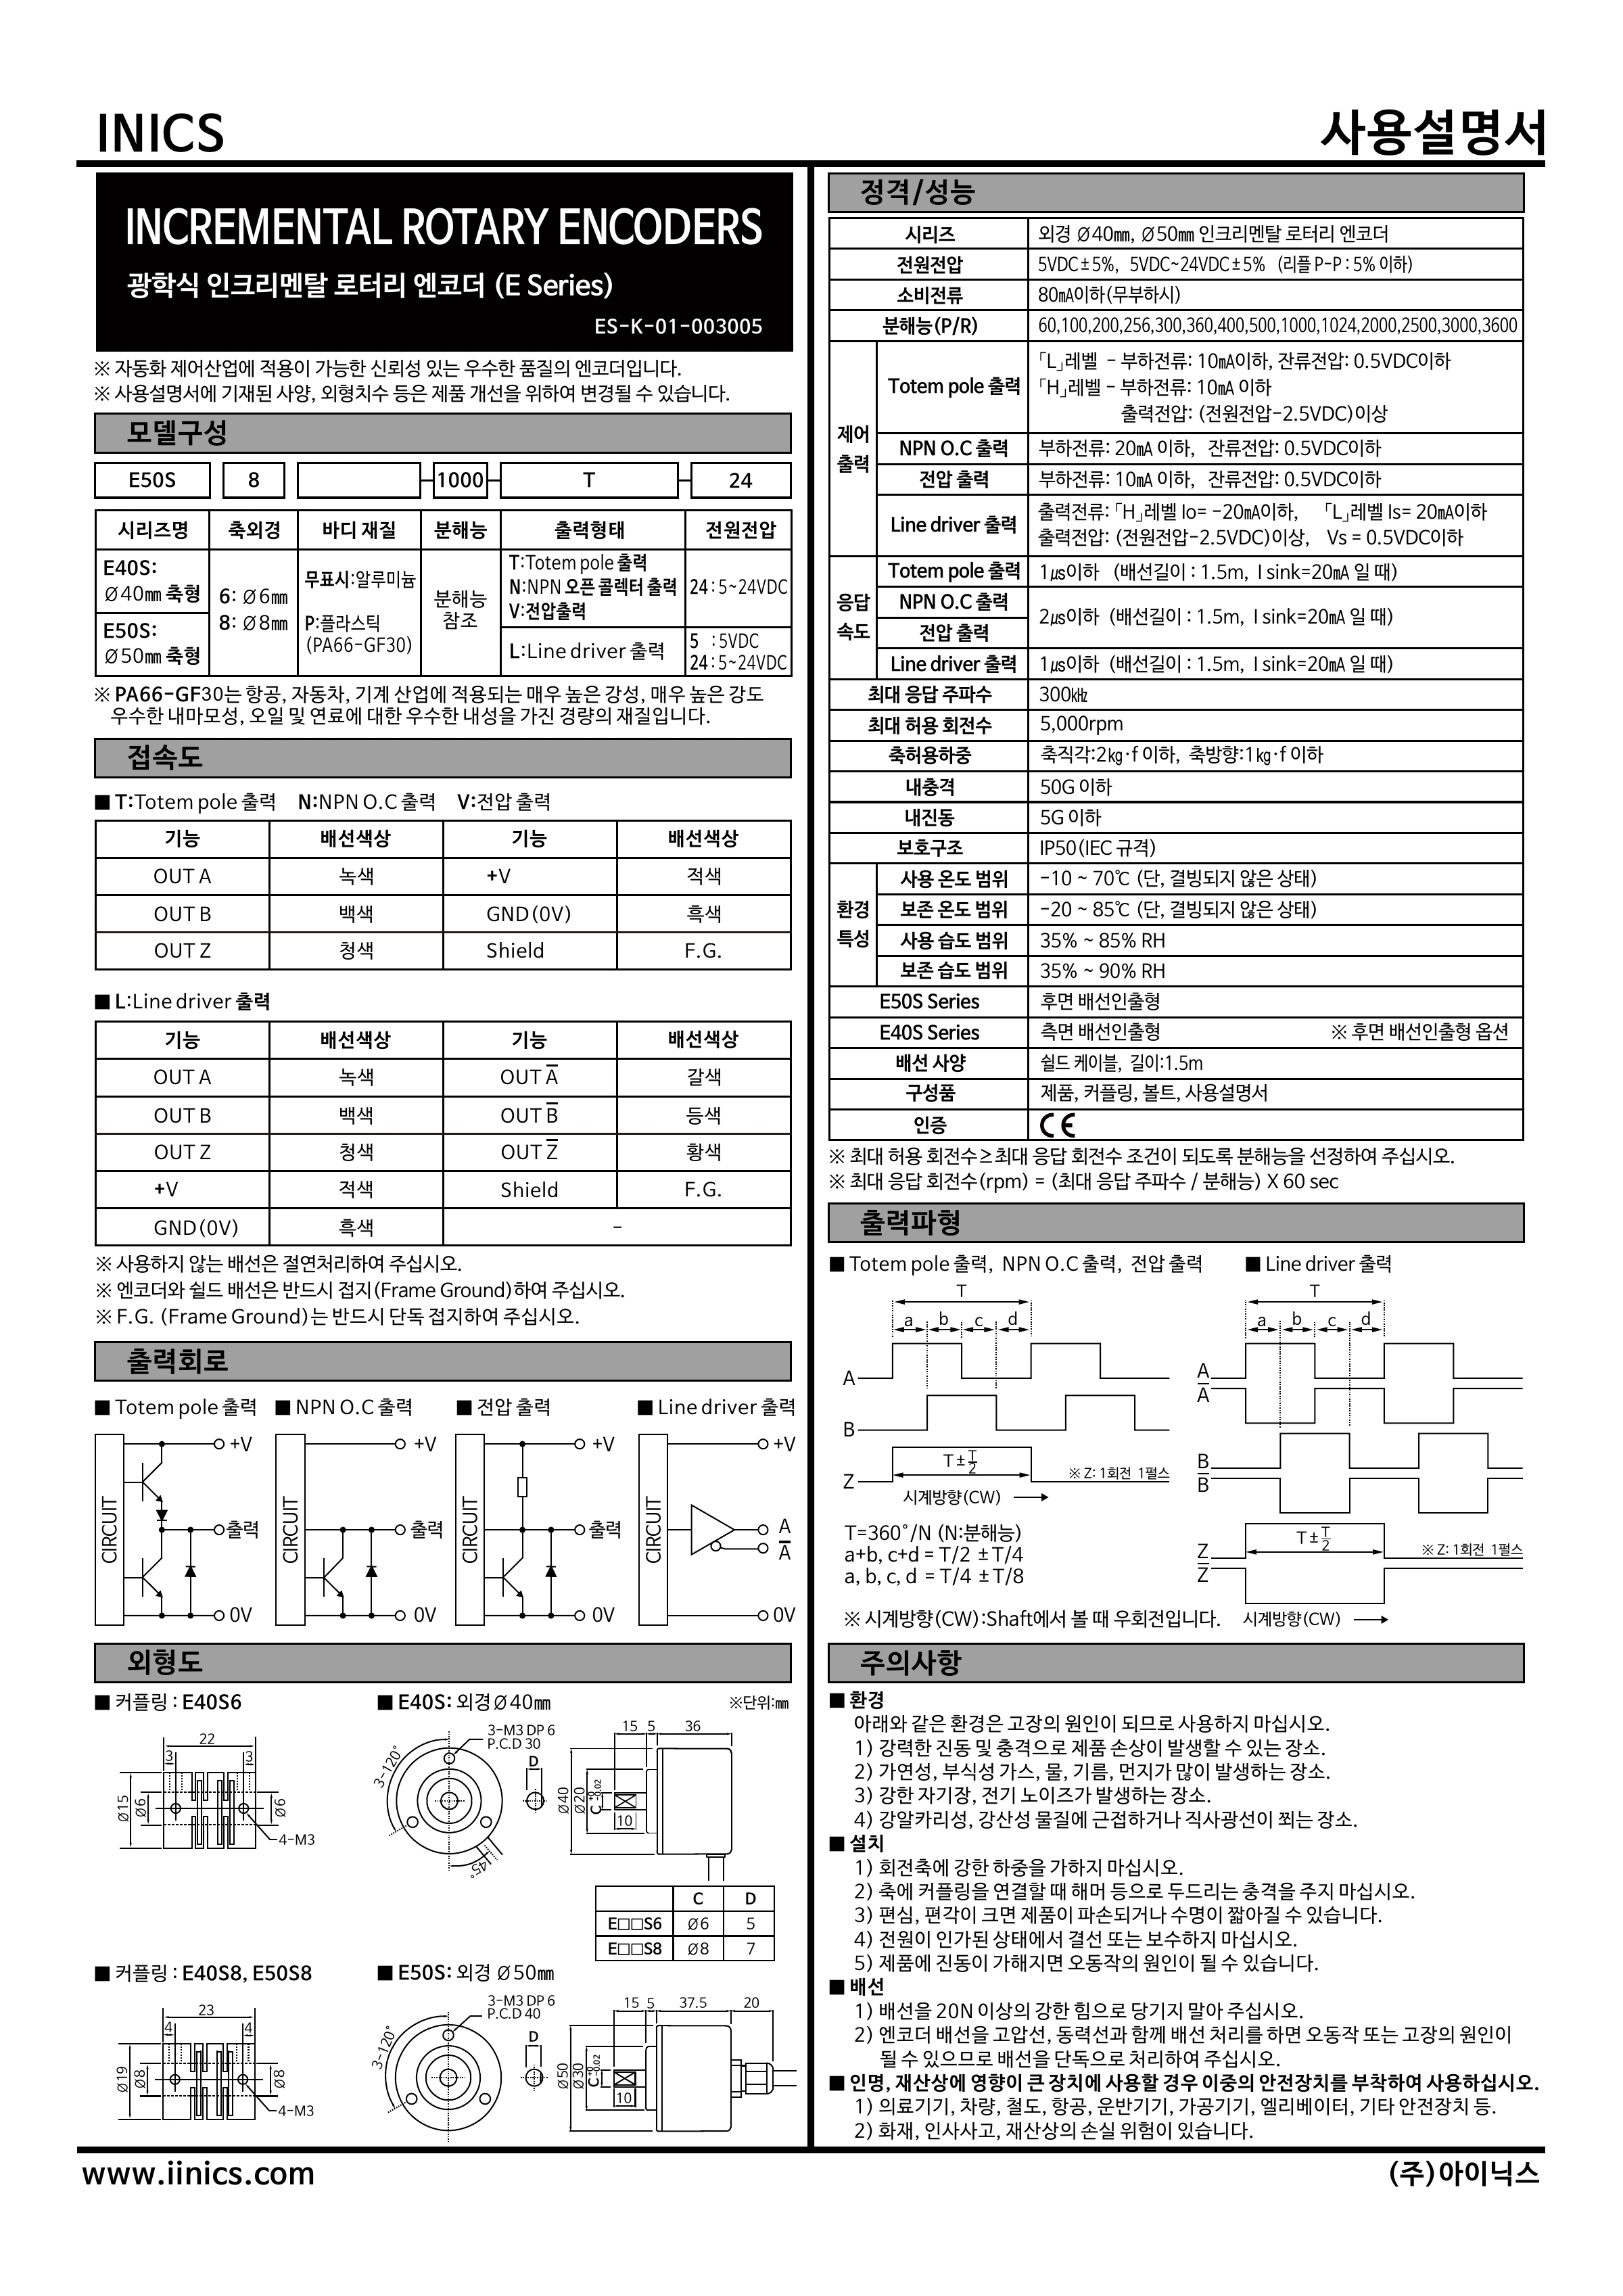 INICS
사용설명서
INCREMENTAL ROTARY ENCODERS
광학식 인크리멘탈 로터리 엔코더 (E Series)
ES-K-01-003005
※ 자동화 제어산업에 적용이 가능한 신뢰성 있는 우수한 품질의 엔코더입니다.
※ 사용설명서에 기재된 사양, 외형치수 등은 제품 개선을 위하여 변경될 수 있습니다.
모델구성
E50S 8 1000 T 24
시리즈명 축외경 바디 재질 분해능 출력형태 전원전압
E40S:
Ø40㎜ 축형
E50S:
Ø50㎜ 축형
6: Ø6㎜
8: Ø8㎜
무표시:알루미늄
P:플라스틱
(PA66-GF30)
분해능
참조
T:Totem pole 출력
N:NPN 오픈 콜렉터 출력
V:전압출력
24:5~24VDC
L:Line driver 출력
5 :5VDC
24:5~24VDC
※ PA66-GF30는 항공, 자동차, 기계 산업에 적용되는 매우 높은 강성, 매우 높은 강도
우수한 내마모성, 오일 및 연료에 대한 우수한 내성을 가진 경량의 재질입니다.
접속도
■ T:Totem pole 출력 N:NPN O.C 출력 V:전압 출력
기능 배선색상 기능 배선색상
OUT A 녹색 +V 적색
OUT B 백색 GND(0V) 흑색
OUT Z 청색 Shield F.G.
■ L:Line driver 출력
기능 배선색상 기능 배선색상
OUT A 녹색 OUT A̅ 갈색
OUT B 백색 OUT B̅ 등색
OUT Z 청색 OUT Z̅ 황색
+V 적색 Shield F.G.
GND(0V) 흑색 -
※ 사용하지 않는 배선은 절연처리하여 주십시오.
※ 엔코더와 쉴드 배선은 반드시 접지(Frame Ground)하여 주십시오.
※ F.G. (Frame Ground)는 반드시 단독 접지하여 주십시오.
출력회로
■ Totem pole 출력 ■ NPN O.C 출력 ■ 전압 출력 ■ Line driver 출력
CIRCUIT +V 출력 0V
CIRCUIT +V 출력 0V
CIRCUIT +V 출력 0V
CIRCUIT +V A A̅ 0V
외형도
■ 커플링 : E40S6
22
3 3
Ø15 Ø6 Ø6
4-M3
■ E40S: 외경Ø40㎜
※단위:㎜
3-M3 DP 6
P.C.D 30
3-120°
45°
D
15 5 36
Ø40 Ø20 C +0 -0.02
10
C D
E□□S6 Ø6 5
E□□S8 Ø8 7
■ 커플링 : E40S8, E50S8
23
4 4
Ø19 Ø8 Ø8
4-M3
■ E50S: 외경 Ø50㎜
3-M3 DP 6
P.C.D 40
3-120°
D
15 5 37.5 20
Ø50 Ø30 C +0 -0.02
10
정격/성능
시리즈 외경 Ø40㎜, Ø50㎜ 인크리멘탈 로터리 엔코더
전원전압 5VDC±5%, 5VDC~24VDC±5% (리플 P-P : 5% 이하)
소비전류 80㎃이하(무부하시)
분해능(P/R) 60,100,200,256,300,360,400,500,1000,1024,2000,2500,3000,3600
제어
출력
Totem pole 출력
「L」레벨 - 부하전류: 10㎃이하, 잔류전압: 0.5VDC이하
「H」레벨 - 부하전류: 10㎃ 이하
출력전압: (전원전압-2.5VDC)이상
NPN O.C 출력 부하전류: 20㎃ 이하, 잔류전압: 0.5VDC이하
전압 출력 부하전류: 10㎃ 이하, 잔류전압: 0.5VDC이하
Line driver 출력
출력전류:「H」레벨 Io= -20㎃이하, 「L」레벨 Is= 20㎃이하
출력전압: (전원전압-2.5VDC)이상, Vs = 0.5VDC이하
응답
속도
Totem pole 출력 1㎲이하 (배선길이 : 1.5m, I sink=20㎃ 일 때)
NPN O.C 출력
전압 출력
2㎲이하 (배선길이 : 1.5m, I sink=20㎃ 일 때)
Line driver 출력 1㎲이하 (배선길이 : 1.5m, I sink=20㎃ 일 때)
최대 응답 주파수 300㎑
최대 허용 회전수 5,000rpm
축허용하중 축직각:2㎏·f 이하, 축방향:1㎏·f 이하
내충격 50G 이하
내진동 5G 이하
보호구조 IP50(IEC 규격)
환경
특성
사용 온도 범위 -10 ~ 70℃ (단, 결빙되지 않은 상태)
보존 온도 범위 -20 ~ 85℃ (단, 결빙되지 않은 상태)
사용 습도 범위 35% ~ 85% RH
보존 습도 범위 35% ~ 90% RH
E50S Series 후면 배선인출형
E40S Series 측면 배선인출형 ※ 후면 배선인출형 옵션
배선 사양 쉴드 케이블, 길이:1.5m
구성품 제품, 커플링, 볼트, 사용설명서
인증 CE
※ 최대 허용 회전수≥최대 응답 회전수 조건이 되도록 분해능을 선정하여 주십시오.
※ 최대 응답 회전수(rpm) = (최대 응답 주파수 / 분해능) X 60 sec
출력파형
■ Totem pole 출력, NPN O.C 출력, 전압 출력 ■ Line driver 출력
T
a b c d
A
B
Z
T±T/2
※ Z: 1회전 1펄스
시계방향(CW)
T=360°/N (N:분해능)
a+b, c+d = T/2 ±T/4
a, b, c, d = T/4 ±T/8
※ 시계방향(CW):Shaft에서 볼 때 우회전입니다.
T
a b c d
A
A̅
B
B̅
Z
Z̅
T±T/2
※ Z: 1회전 1펄스
시계방향(CW)
주의사항
■ 환경
아래와 같은 환경은 고장의 원인이 되므로 사용하지 마십시오.
1) 강력한 진동 및 충격으로 제품 손상이 발생할 수 있는 장소.
2) 가연성, 부식성 가스, 물, 기름, 먼지가 많이 발생하는 장소.
3) 강한 자기장, 전기 노이즈가 발생하는 장소.
4) 강알카리성, 강산성 물질에 근접하거나 직사광선이 쬐는 장소.
■ 설치
1) 회전축에 강한 하중을 가하지 마십시오.
2) 축에 커플링을 연결할 때 해머 등으로 두드리는 충격을 주지 마십시오.
3) 편심, 편각이 크면 제품이 파손되거나 수명이 짧아질 수 있습니다.
4) 전원이 인가된 상태에서 결선 또는 보수하지 마십시오.
5) 제품에 진동이 가해지면 오동작의 원인이 될 수 있습니다.
■ 배선
1) 배선을 20N 이상의 강한 힘으로 당기지 말아 주십시오.
2) 엔코더 배선을 고압선, 동력선과 함께 배선 처리를 하면 오동작 또는 고장의 원인이
될 수 있으므로 배선을 단독으로 처리하여 주십시오.
■ 인명, 재산상에 영향이 큰 장치에 사용할 경우 이중의 안전장치를 부착하여 사용하십시오.
1) 의료기기, 차량, 철도, 항공, 운반기기, 가공기기, 엘리베이터, 기타 안전장치 등.
2) 화재, 인사사고, 재산상의 손실 위험이 있습니다.
www.iinics.com
(주)아이닉스